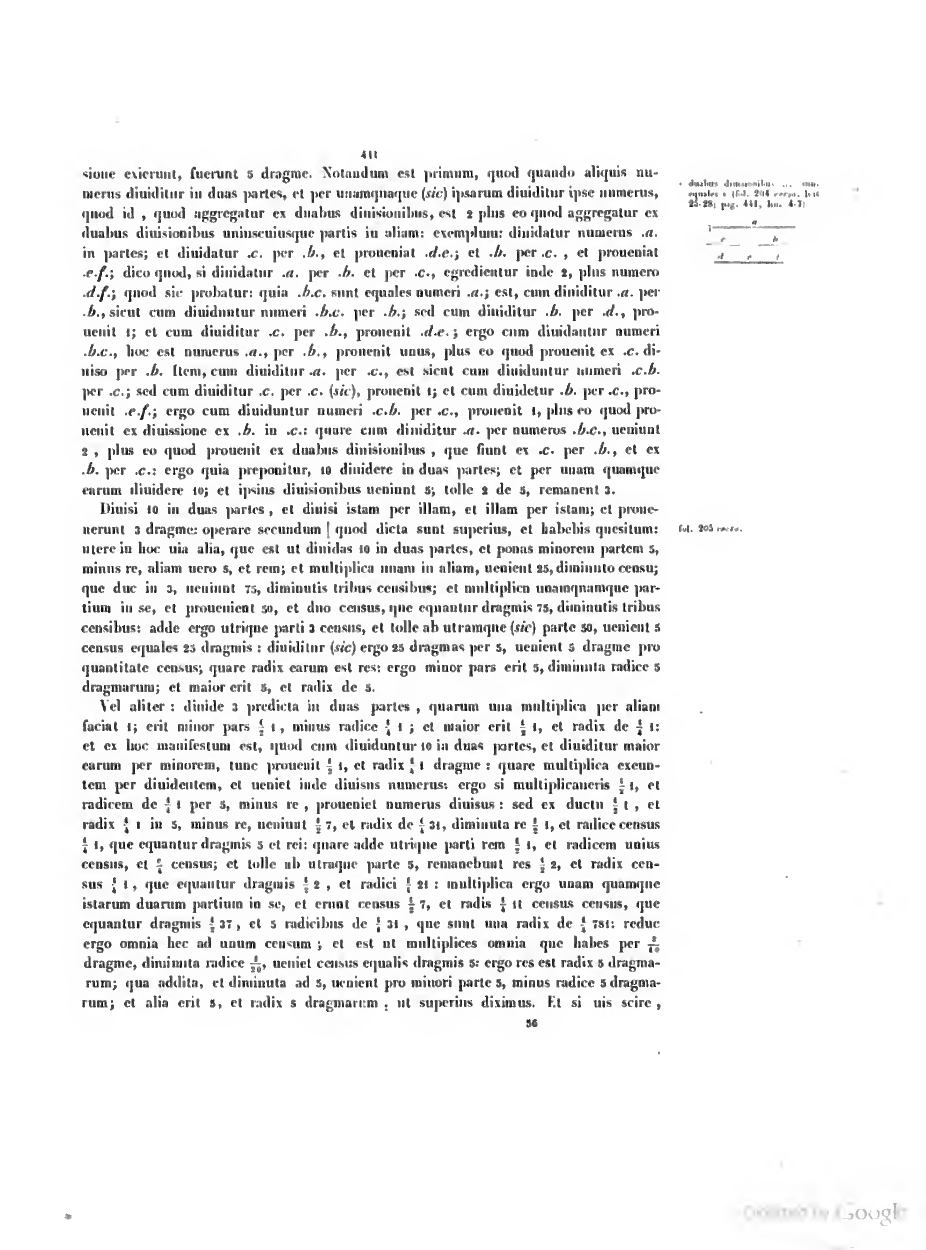 441
sione exierunt, fuerunt 5 dragme. Notandum est primum, quod quando aliquis nu-
merus diuiditur in duas partes, et per unamquaque (sic) ipsarum diuiditur ipse numerus,
quod id , quod aggregatur ex duabus diuisionibus, est 2 plus eo quod aggregatur ex
duabus diuisionibus uniuscuiusque partis in aliam: exemplum: diuidatur numerus .a.
in partes; et diuidatur .c. per .b., et proueniat .d.e.; et .b. per .c. , et proueniat
.e.f.; dico quod, si diuidatur .a. per .b. et per .c., egredientur inde 2, plus numero
.d.f.; quod sic probatur: quia .b.c. sunt equales numeri .a.; est, cum diuiditur .a. per
.b., sicut cum diuiduntur numeri .b.c. per .b.; sed cum diuiditur .b. per .d., pro-
uenit 1; et cum diuiditur .c. per .b., prouenit .d.e.; ergo cum diuidantur numeri
.b.c., hoc est numerus .a., per .b., prouenit unus, plus eo quod prouenit ex .c. di-
uiso per .b. Item, cum diuiditur .a. per .c., est sicut cum diuiduntur numeri .c.b.
per .c.; sed cum diuiditur .c. per .c. (sic), prouenit 1; et cum diuidetur .b. per .c., pro-
uenit .e.f.; ergo cum diuiduntur numeri .c.b. per .c., prouenit 1, plus eo quod pro-
uenit ex diuissione ex .b. in .c.: quare cum diuiditur .a. per numeros .b.c., ueniunt
2 , plus eo quod prouenit ex duabus diuisionibus , que fiunt ex .c. per .b., et ex
.b. per .c.: ergo quia preponitur, 10 diuidere in duas partes; et per unam quamque
earum diuidere 10; et ipsius diuisionibus ueniunt 5; tolle 2 de 5, remanent 3.
Diuisi 10 in duas partes , et diuisi istam per illam, et illam per istam; et proue-
nerunt 3 dragme: operare secundum | quod dicta sunt superius, et habebis quesitum:
utere in hoc uia alia, que est ut diuidas 10 in duas partes, et ponas minorem partem 5,
minus re, aliam uero 5, et rem; et multiplica unam in aliam, uenient 25, diminuto censu;
que duc in 3, ueniunt 75, diminutis tribus censibus; et multiplica unamquamque par-
tium in se, et prouenient 50, et duo census, que equantur dragmis 75, diminutis tribus
censibus: adde ergo utrique parti 3 census, et tolle ab utramque (sic) parte 50, uenient 5
census equales 25 dragmis : diuiditur (sic) ergo 25 dragmas per 5, uenient 5 dragme pro
quantitate census; quare radix earum est res: ergo minor pars erit 5, diminuta radice 5
dragmarum; et maior erit 5, et radix de 5.
Vel aliter : diuide 3 predicta in duas partes , quarum una multiplica per aliam
faciat 1; erit minor pars 1/2 1 , minus radice 1/4 1 ; et maior erit 1/2 1, et radix de 1/4 1:
et ex hoc manifestum est, quod cum diuiduntur 10 in duas partes, et diuiditur maior
earum per minorem, tunc prouenit 1/2 1, et radix 1/4 1 dragme : quare multiplica exeun-
tem per diuidentem, et ueniet inde diuisus numerus: ergo si multiplicaueris 1/2 1, et
radicem de 1/4 1 per 5, minus re , proueniet numerus diuisus : sed ex ductu 1/2 1 , et
radix 1/4 1 in 5, minus re, ueniunt 1/2 7, et radix de 1/4 31, diminuta re 1/2 1, et radice census
1/4 1, que equantur dragmis 5 et rei: quare adde utrique parti rem 1/2 1, et radicem unius
census, et census; et tolle ab utraque parte 5, remanebunt res 1/2 2, et radix cen-
sus 1/4 1 , que equantur dragmis 1/2 2 , et radici 1/4 21 : multiplica ergo unam quamque
istarum duarum partium in se, et erunt census 1/2 7, et radis 1/4 11 census census, que
equantur dragmis 1/2 37 , et 5 radicibus de 1/4 31 , que sunt una radix de 1/4 781: reduc
ergo omnia hec ad unum censum ; et est ut multiplices omnia que habes per
dragme, diminuta radice 1/20, ueniet census equalis dragmis 5: ergo res est radix 5 dragma-
rum; qua addita, et diminuta ad 5, uenient pro minori parte 5, minus radice 5 dragma-
rum; et alia erit 5, et radix 5 dragmarum , ut superius diximus. Et si uis scire ,
56
« duabus diuisionibus ...
equales » (fol. 204 verso, lin.
25-28; pag. 441, lin. 4-7)
a
c b
d e f
fol. 205 recto.
Digitized by Google